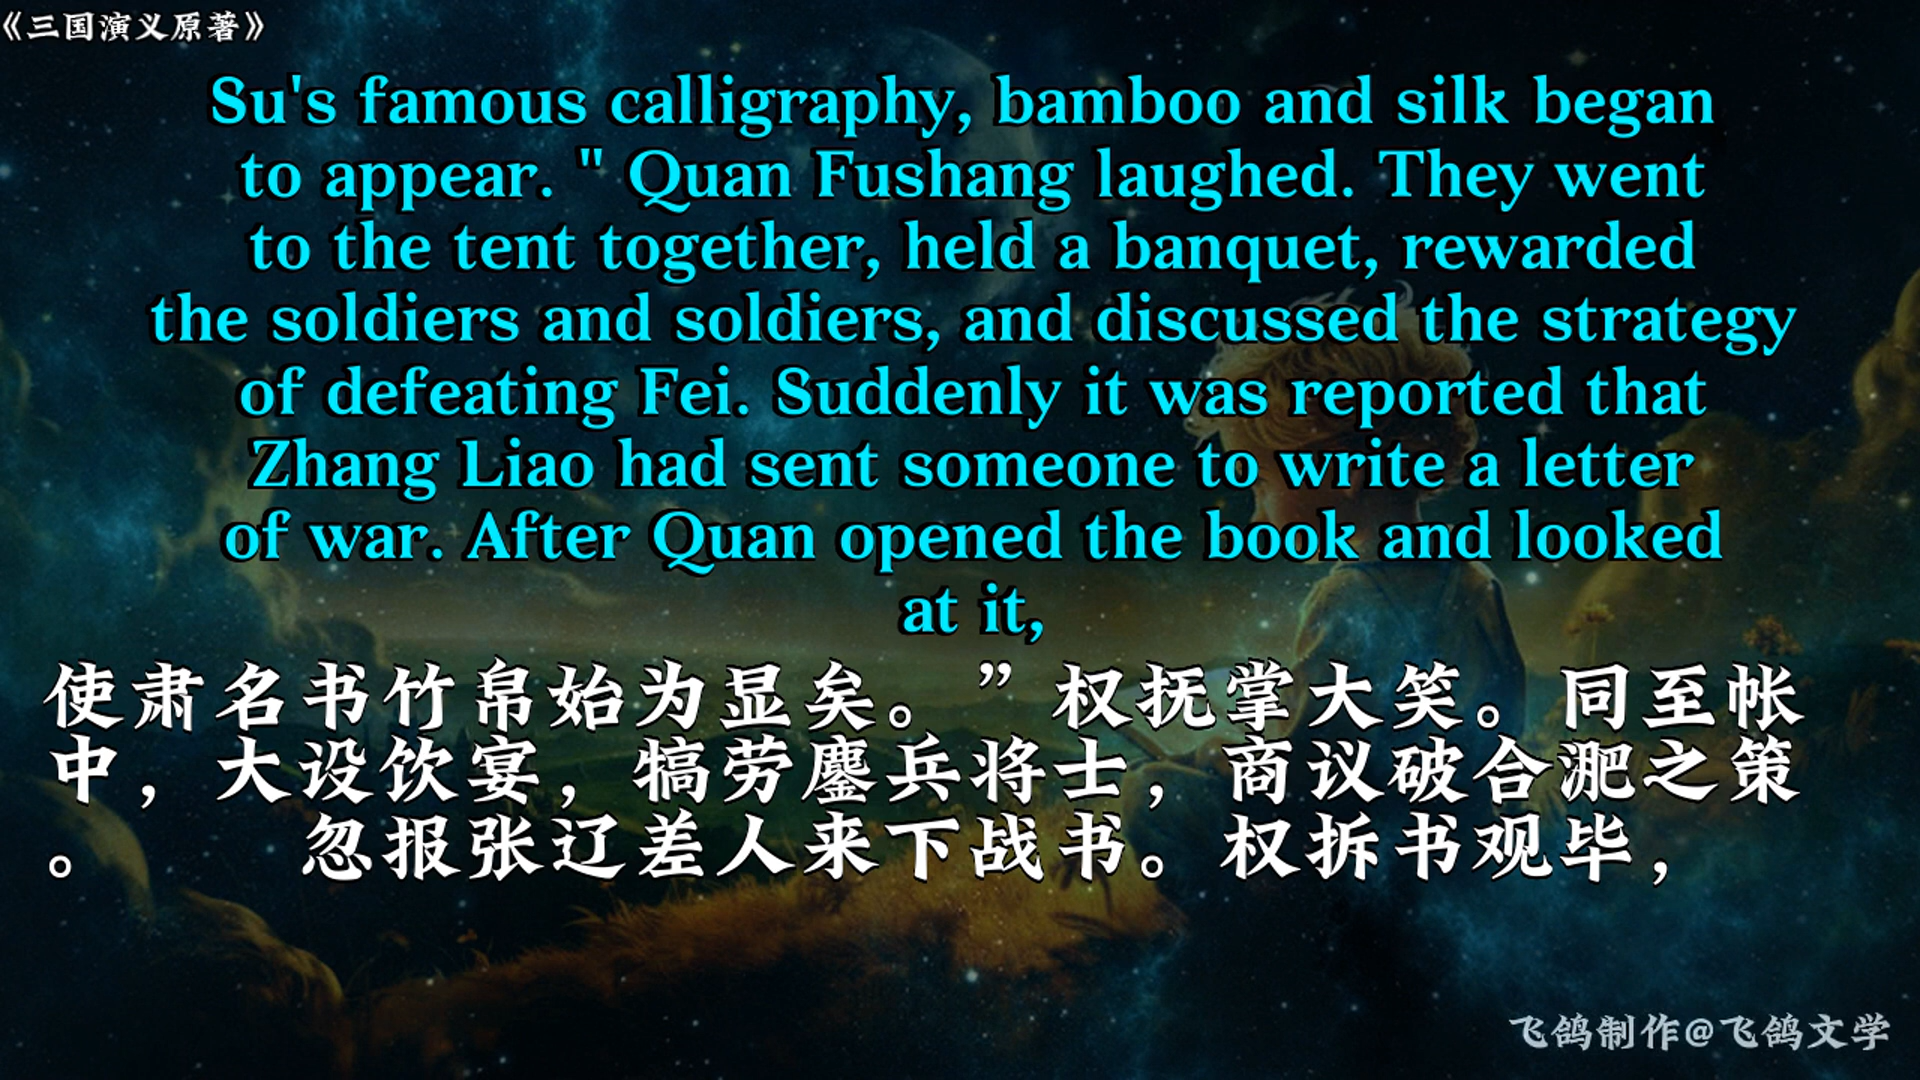 《三国演义原著》
Su's famous calligraphy, bamboo and silk began
to appear. " Quan Fushang laughed. They went
to the tent together, held a banquet, rewarded
the soldiers and soldiers, and discussed the strategy
of defeating Fei. Suddenly it was reported that
Zhang Liao had sent someone to write a letter
of war. After Quan opened the book and looked
at it,
使肃名书竹帛始为显矣。”权抚掌大笑。同至帐
中，大设饮宴，犒劳鏖兵将士，商议破合淝之策
。　　忽报张辽差人来下战书。权拆书观毕，
飞鸽制作@飞鸽文学